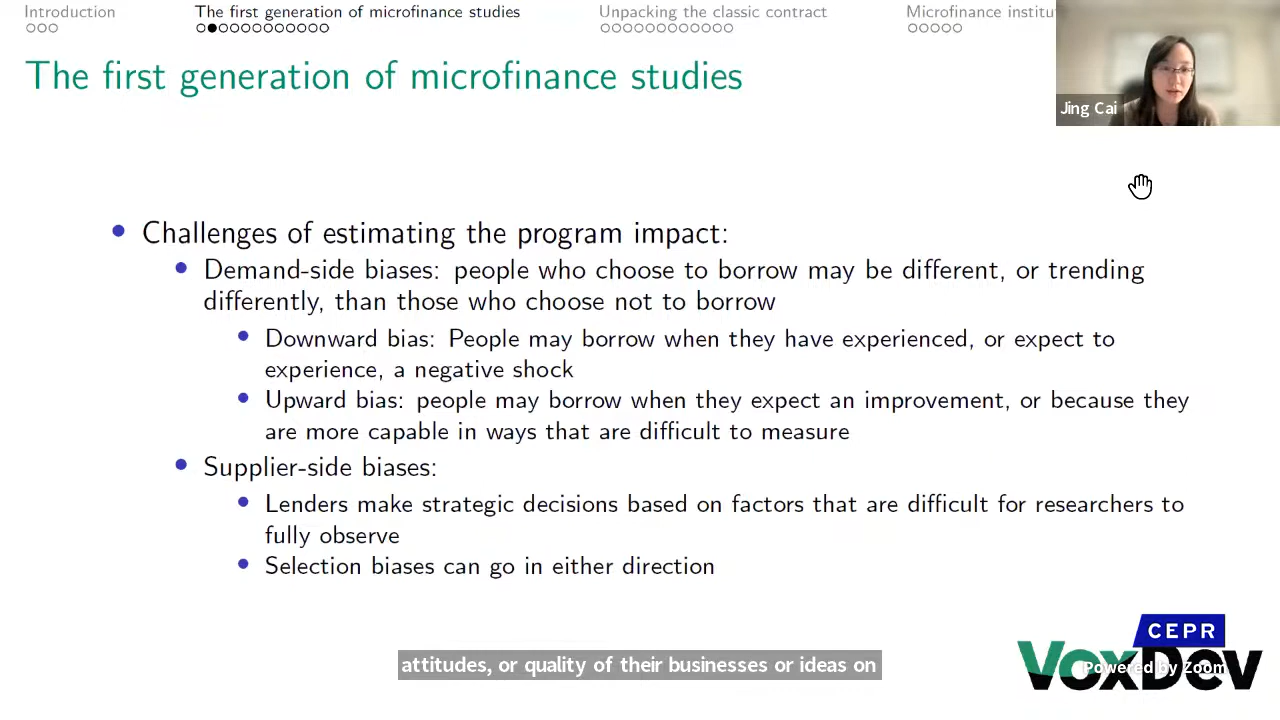 Introduction
The first generation of microfinance studies
Unpacking the classic contract
Microfinance institu
The first generation of microfinance studies
Jing Cai
Challenges of estimating the program impact:
Demand-side biases: people who choose to borrow may be different, or trending
differently, than those who choose not to borrow
Downward bias: People may borrow when they have experienced, or expect to
experience, a negative shock
Upward bias: people may borrow when they expect an improvement, or because they
are more capable in ways that are difficult to measure
Supplier-side biases:
Lenders make strategic decisions based on factors that are difficult for researchers to
fully observe
Selection biases can go in either direction
CEPR
VoxDev
Powered by Zoom
attitudes, or quality of their businesses or ideas on